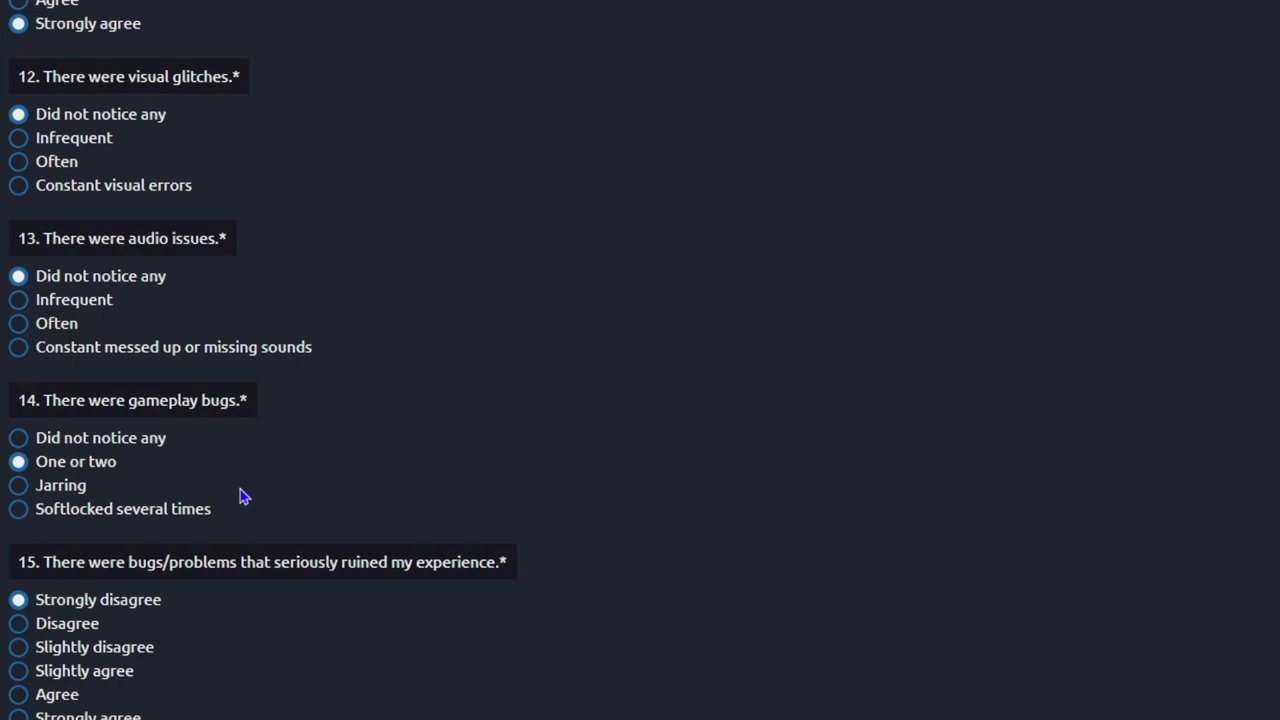 Agree
Strongly agree
12. There were visual glitches.*
Did not notice any
Infrequent
Often
Constant visual errors
13. There were audio issues.*
Did not notice any
Infrequent
Often
Constant messed up or missing sounds
14. There were gameplay bugs.*
Did not notice any
One or two
Jarring
Softlocked several times
15. There were bugs/problems that seriously ruined my experience.*
Strongly disagree
Disagree
Slightly disagree
Slightly agree
Agree
Strongly agree